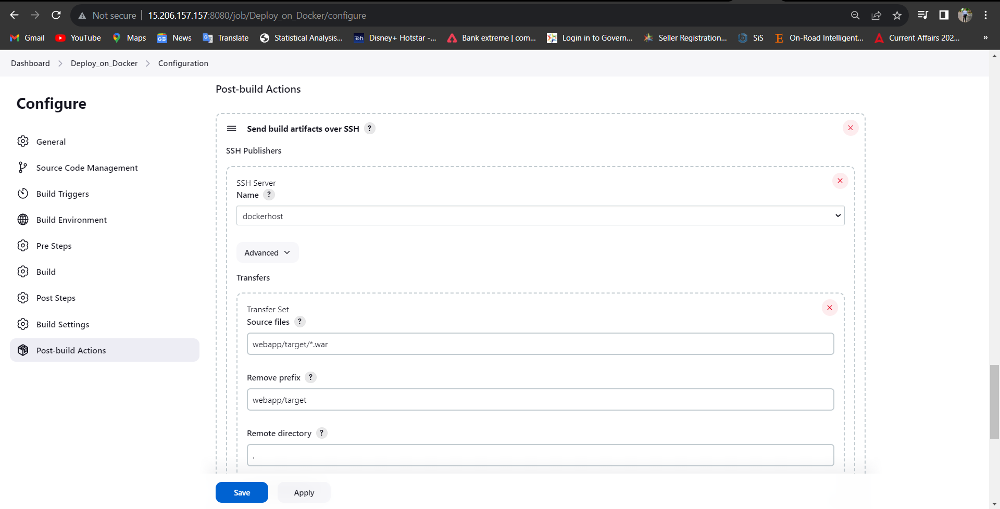 Not secure 15.206.157.157:8080/job/Deploy_on_Docker/configure
Gmail YouTube Maps News Translate Statistical Analysis... Disney+ Hotstar -... Bank extreme | com... Login in to Govern... Seller Registration... SiS On-Road Intelligent... Current Affairs 202... »
Dashboard > Deploy_on_Docker > Configuration
Configure
General
Source Code Management
Build Triggers
Build Environment
Pre Steps
Build
Post Steps
Build Settings
Post-build Actions
Post-build Actions
Send build artifacts over SSH ?
SSH Publishers
SSH Server
Name ?
dockerhost
Advanced
Transfers
Transfer Set
Source files ?
webapp/target/*.war
Remove prefix ?
webapp/target
Remote directory ?
.
Save Apply